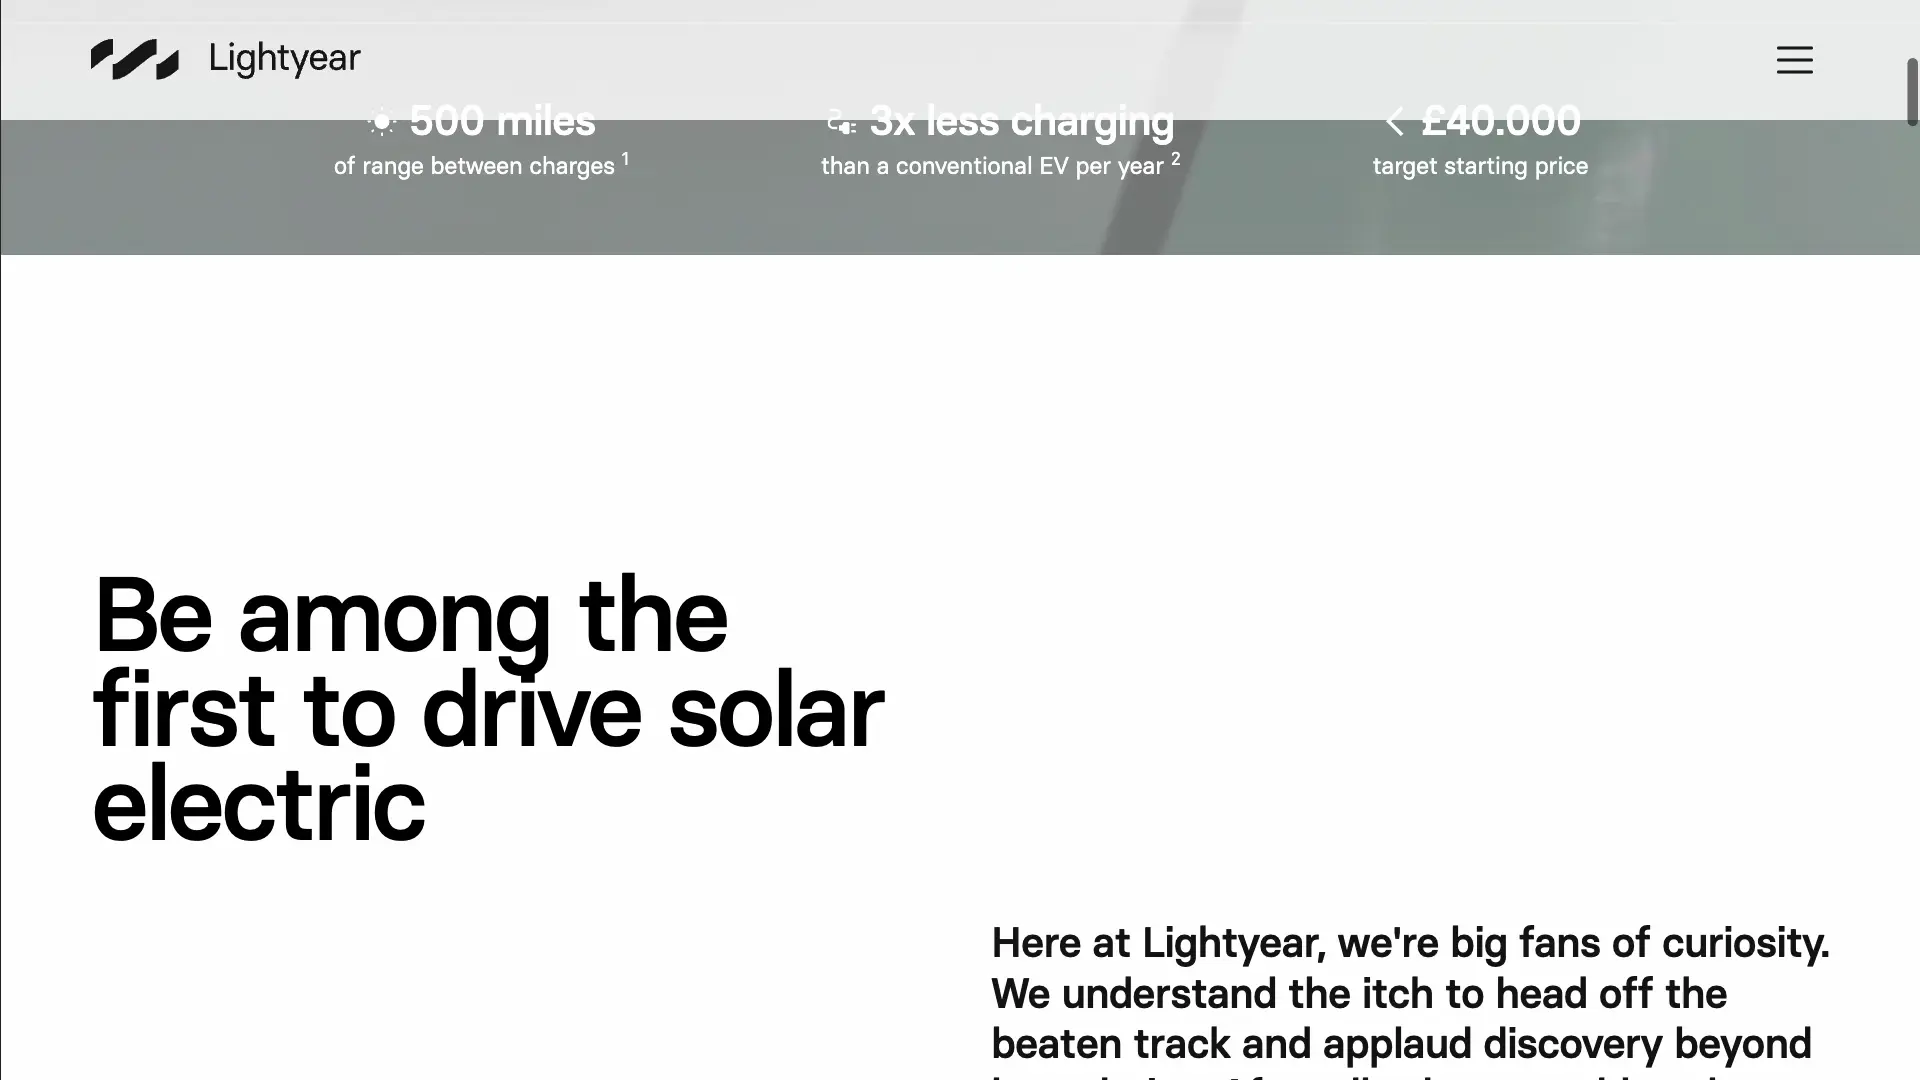 Lightyear
500 miles
of range between charges 1
3x less charging
than a conventional EV per year 2
< £40.000
target starting price
Be among the
first to drive solar
electric
Here at Lightyear, we're big fans of curiosity.
We understand the itch to head off the
beaten track and applaud discovery beyond